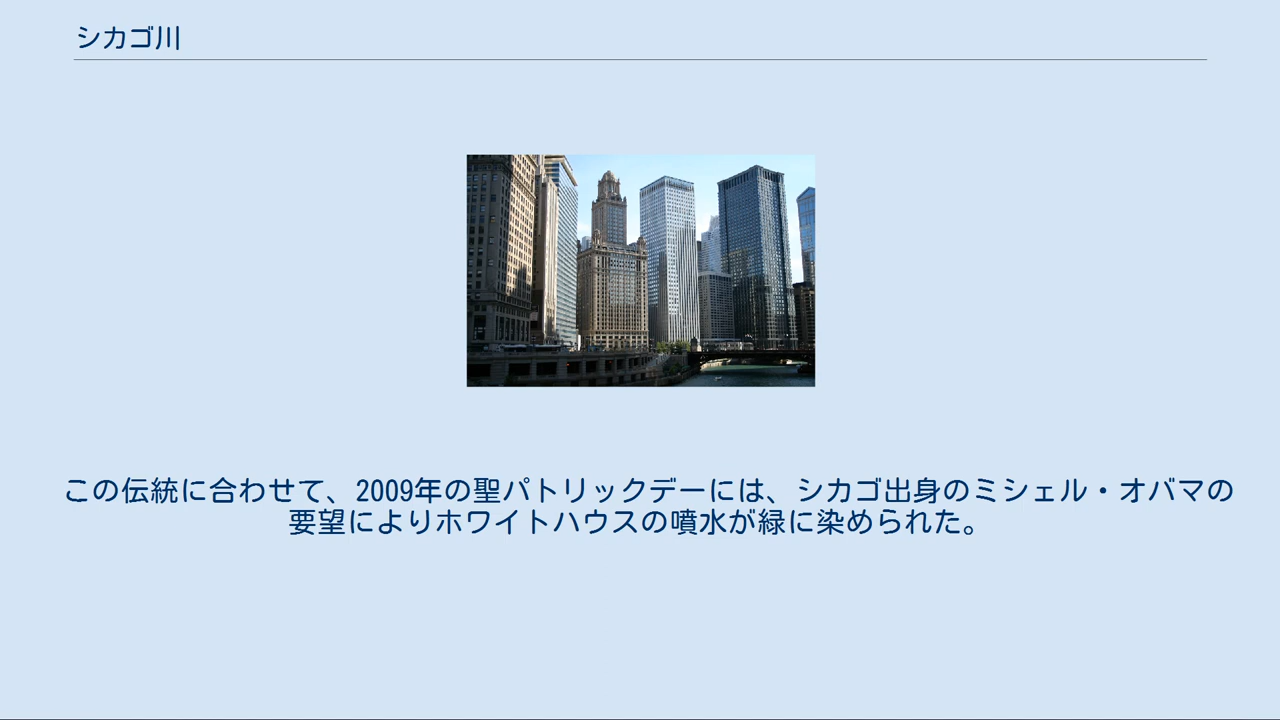 シカゴ川
この伝統に合わせて、2009年の聖パトリックデーには、シカゴ出身のミシェル・オバマの
要望によりホワイトハウスの噴水が緑に染められた。